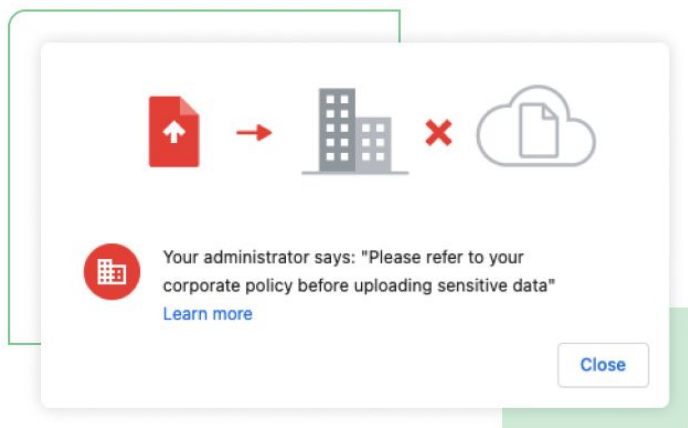 Your administrator says: "Please refer to your
corporate policy before uploading sensitive data"
Learn more
Close